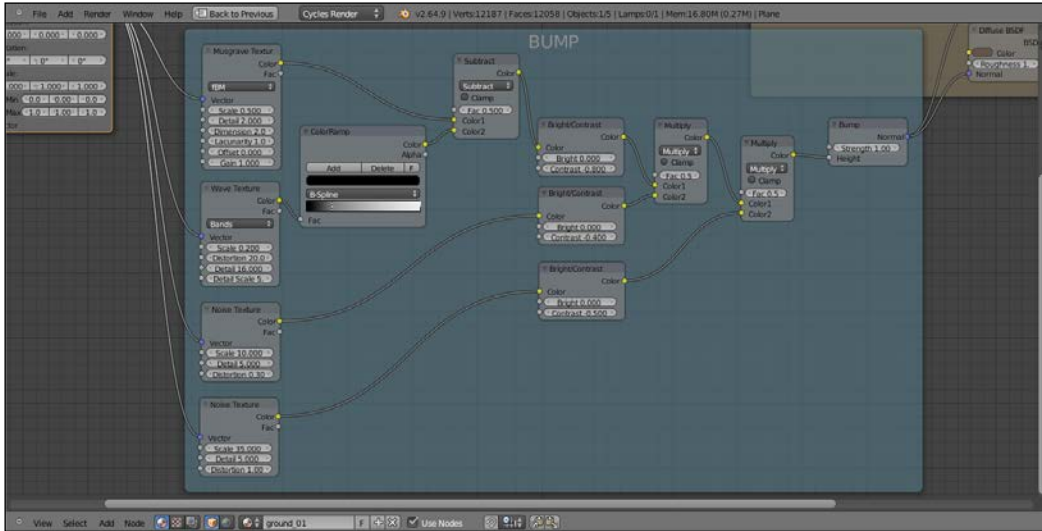 File Add Render Window Help Back to Previous Cycles Render v2.64.9 | Verts:12187 | Faces:12058 | Objects:1/5 | Lamps:0/1 | Mem:16.80M (0.27M) | Plane
BUMP
Musgrave Textur
Color
Fac
fBM
Vector
Scale 0.500
Detail 2.000
Dimension 2.0
Lacunarity 1.0
Offset 0.000
Gain 1.000
Wave Texture
Color
Fac
Bands
Vector
Scale 0.200
Distortion 20.0
Detail 16.000
Detail Scale 5.
Noise Texture
Color
Fac
Vector
Scale 10.000
Detail 5.000
Distortion 0.30
Noise Texture
Color
Fac
Vector
Scale 35.000
Detail 5.000
Distortion 1.00
ColorRamp
Color
Alpha
Add Delete F
B-Spline
Fac
Subtract
Color
Subtract
Clamp
Fac 0.500
Color1
Color2
Bright/Contrast
Color
Color
Bright 0.000
Contrast -0.800
Bright/Contrast
Color
Color
Bright 0.000
Contrast -0.400
Bright/Contrast
Color
Color
Bright 0.000
Contrast -0.500
Multiply
Color
Multiply
Clamp
Fac 0.5
Color1
Color2
Multiply
Color
Multiply
Clamp
Fac 0.5
Color1
Color2
Bump
Normal
Strength 1.00
Height
Diffuse BSDF
BSD
Color
Roughness 1.
Normal
View Select Add Node ground_01 F Use Nodes